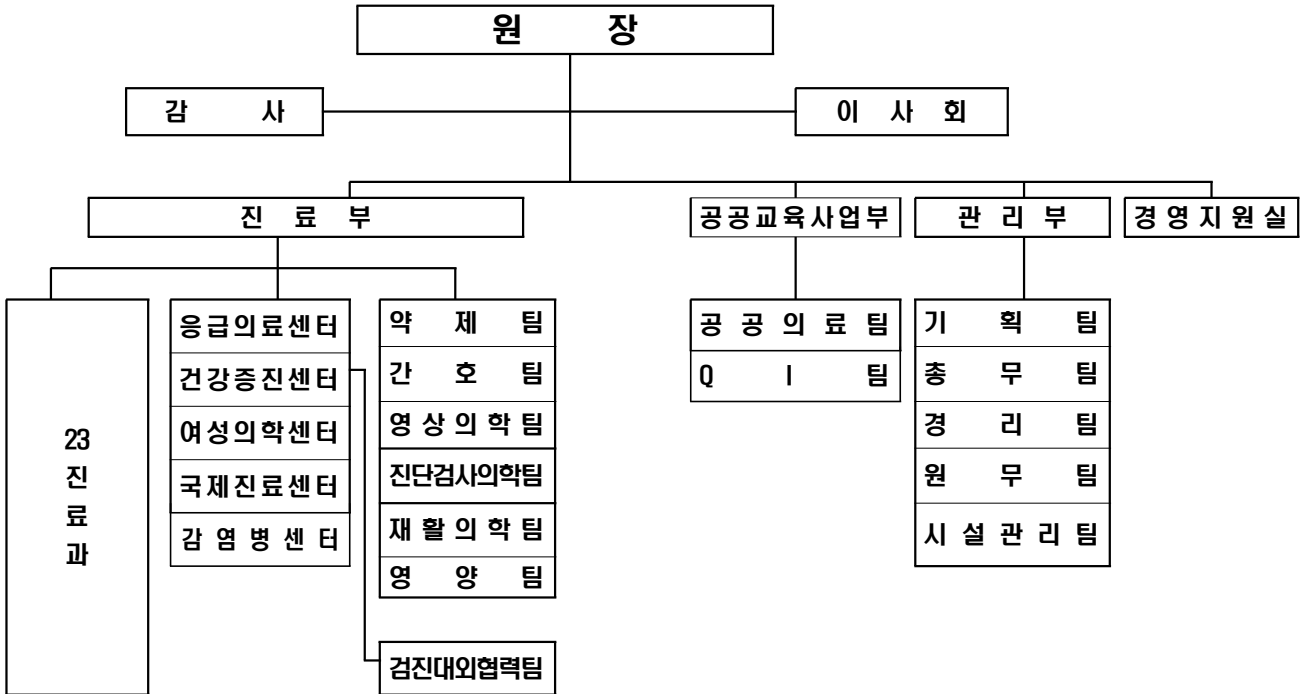 원 장
감 사
이 사 회
진 료 부
공공교육사업부
관 리 부
경영지원실
23
진
료
과
응급의료센터
건강증진센터
여성의학센터
국제진료센터
감염병센터
약 제 팀
간 호 팀
영상의학팀
진단검사의학팀
재활의학팀
영 양 팀
검진대외협력팀
공공의료팀
Q I 팀
기 획 팀
총 무 팀
경 리 팀
원 무 팀
시설관리팀